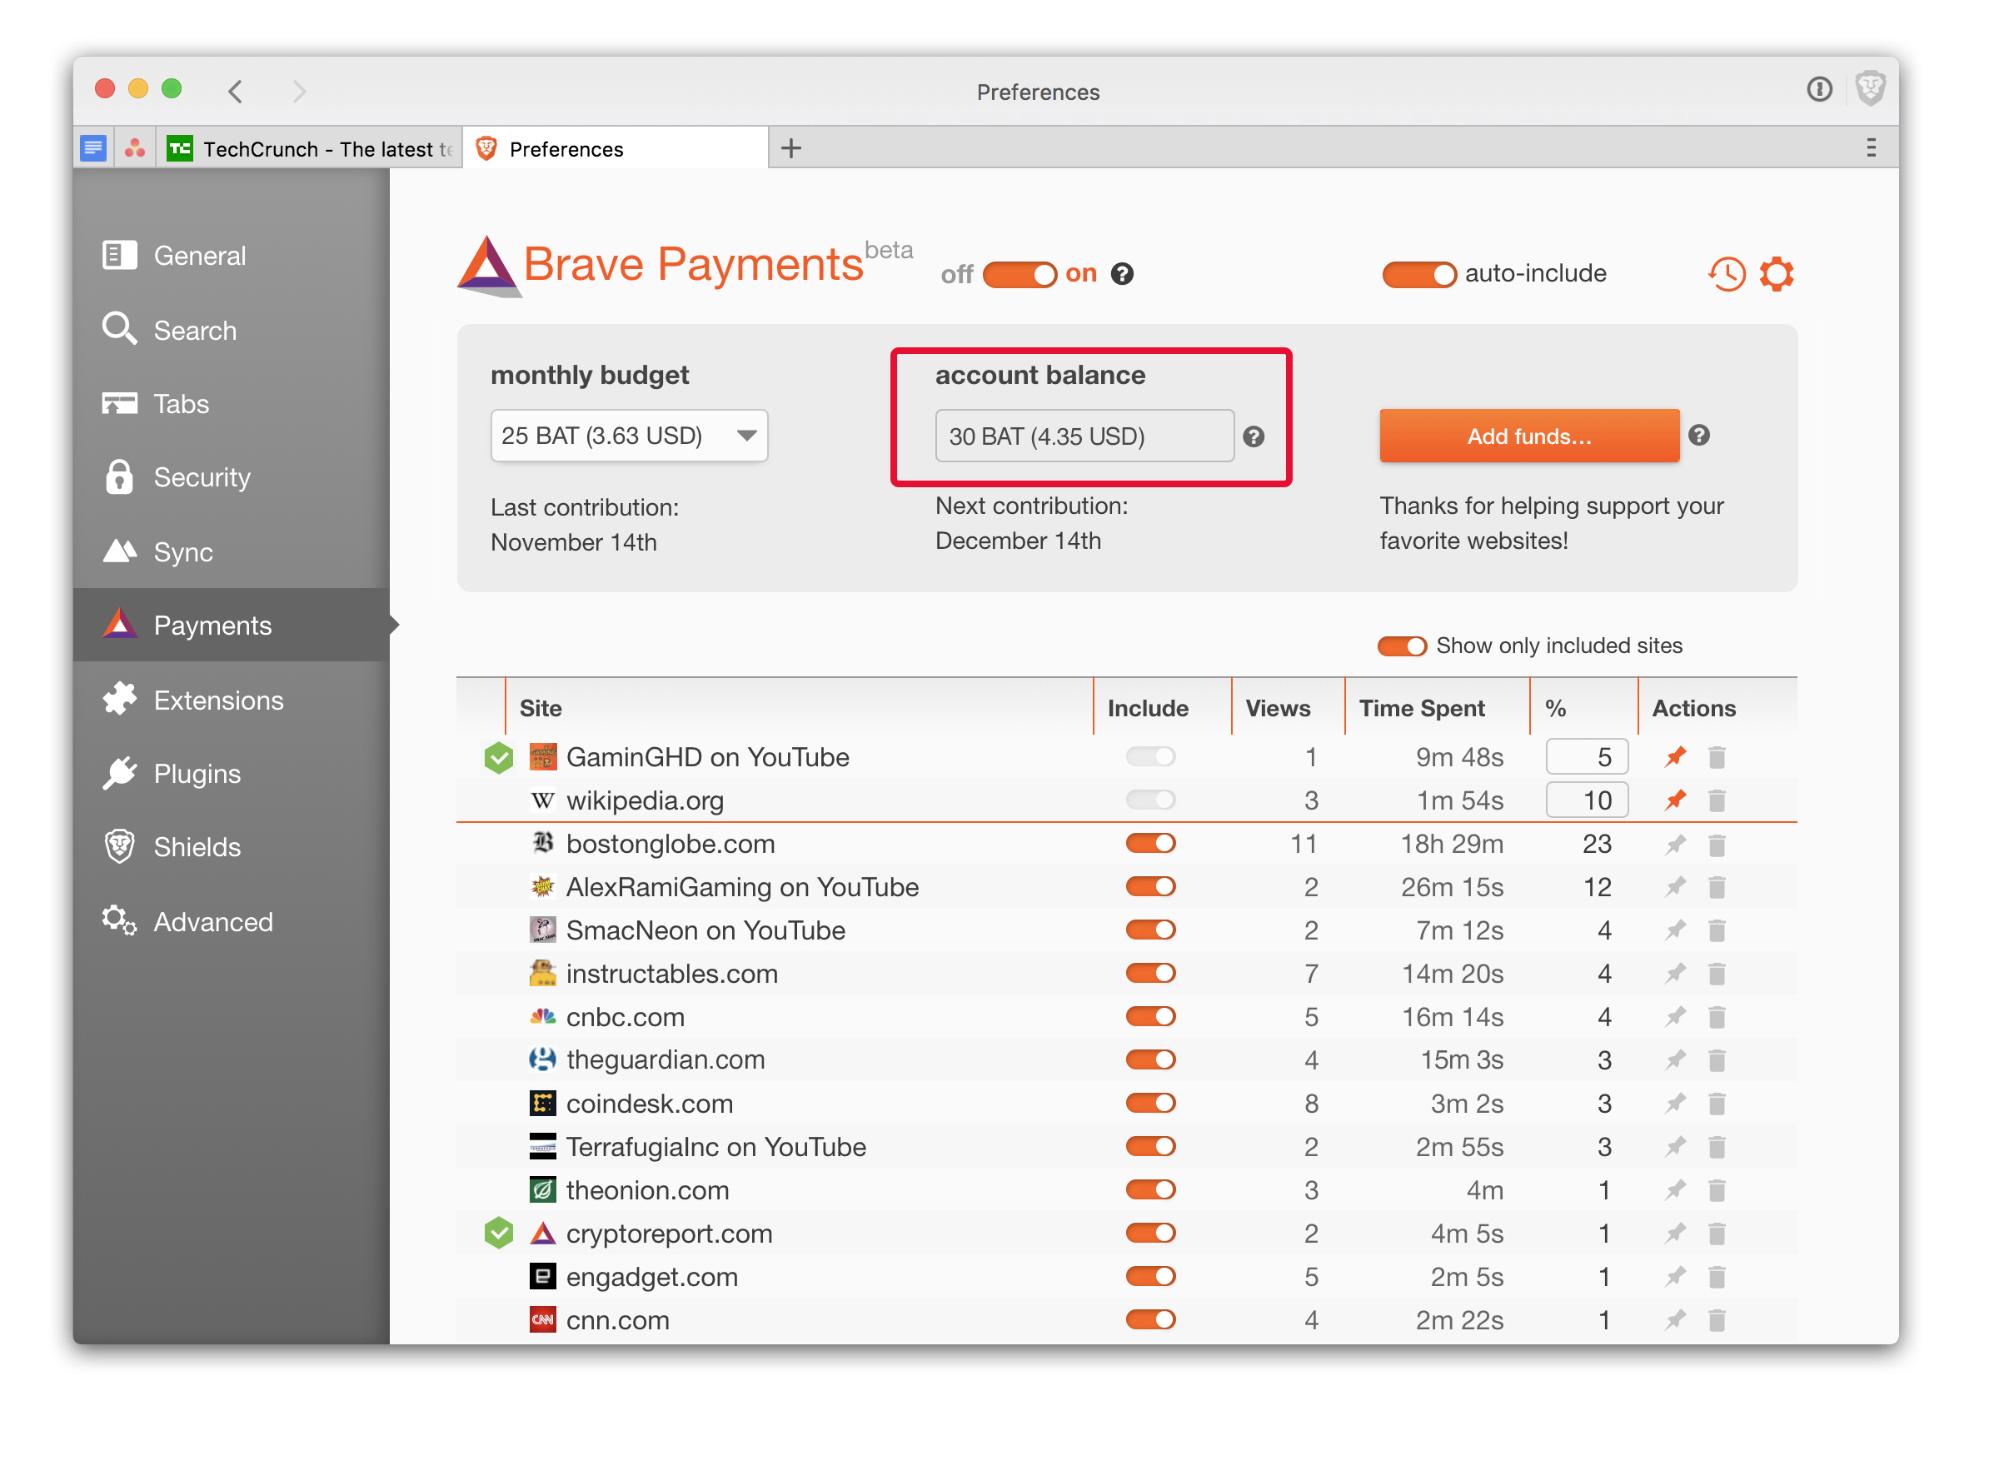 Preferences
TechCrunch - The latest te
Preferences
General
Search
Tabs
Security
Sync
Payments
Extensions
Plugins
Shields
Advanced
Brave Payments beta
off on
auto-include
monthly budget
25 BAT (3.63 USD)
Last contribution:
November 14th
account balance
30 BAT (4.35 USD)
Next contribution:
December 14th
Add funds...
Thanks for helping support your
favorite websites!
Show only included sites
Site Include Views Time Spent % Actions
GaminGHD on YouTube 1 9m 48s 5
W wikipedia.org 3 1m 54s 10
bostonglobe.com 11 18h 29m 23
AlexRamiGaming on YouTube 2 26m 15s 12
SmacNeon on YouTube 2 7m 12s 4
instructables.com 7 14m 20s 4
cnbc.com 5 16m 14s 4
theguardian.com 4 15m 3s 3
coindesk.com 8 3m 2s 3
TerrafugiaInc on YouTube 2 2m 55s 3
theonion.com 3 4m 1
cryptoreport.com 2 4m 5s 1
engadget.com 5 2m 5s 1
CNN cnn.com 4 2m 22s 1